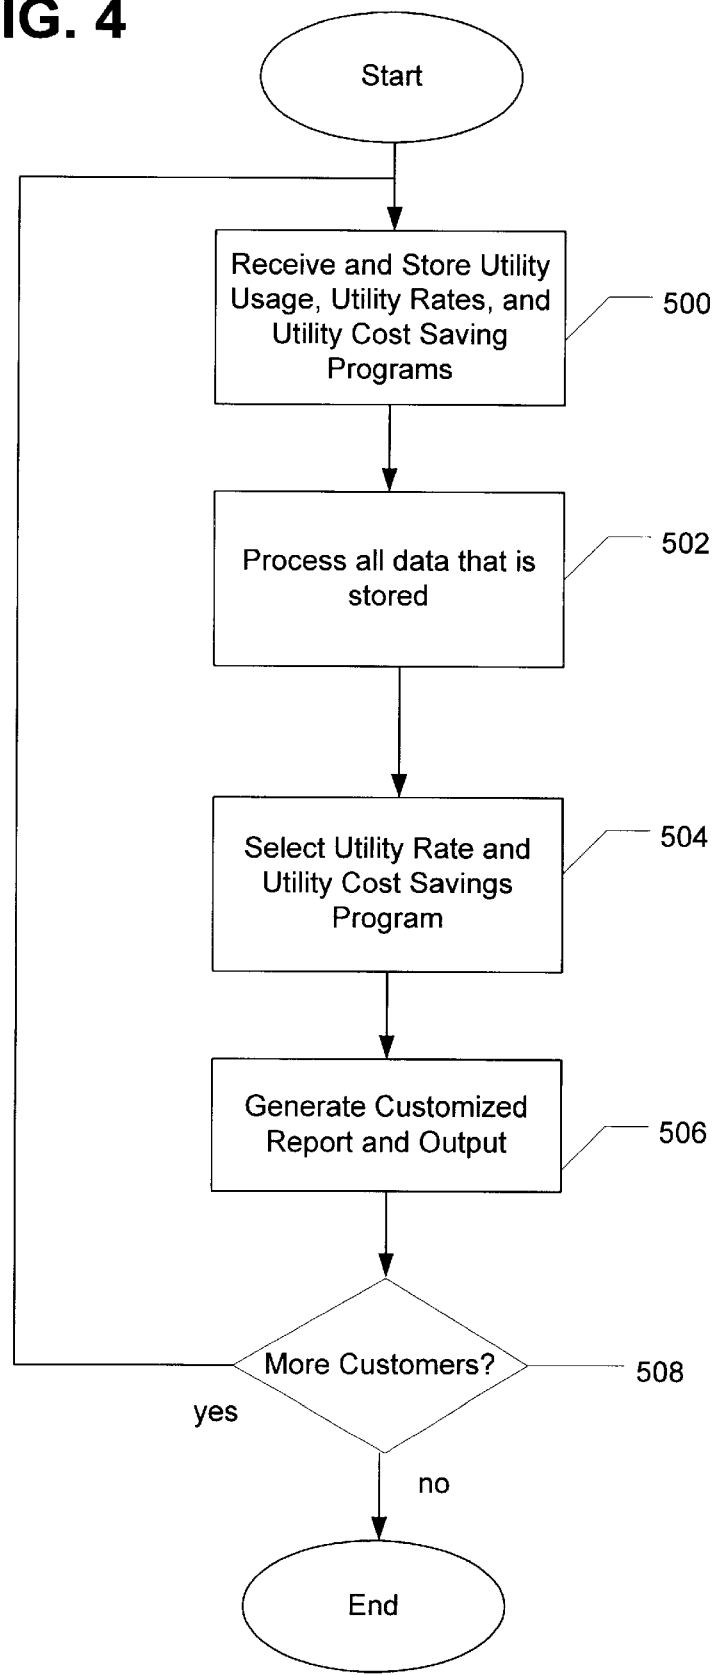 IG. 4
Start
Receive and Store Utility
Usage, Utility Rates, and
Utility Cost Saving
Programs
500
Process all data that is
stored
502
Select Utility Rate and
Utility Cost Savings
Program
504
Generate Customized
Report and Output
506
More Customers?
508
yes
no
End